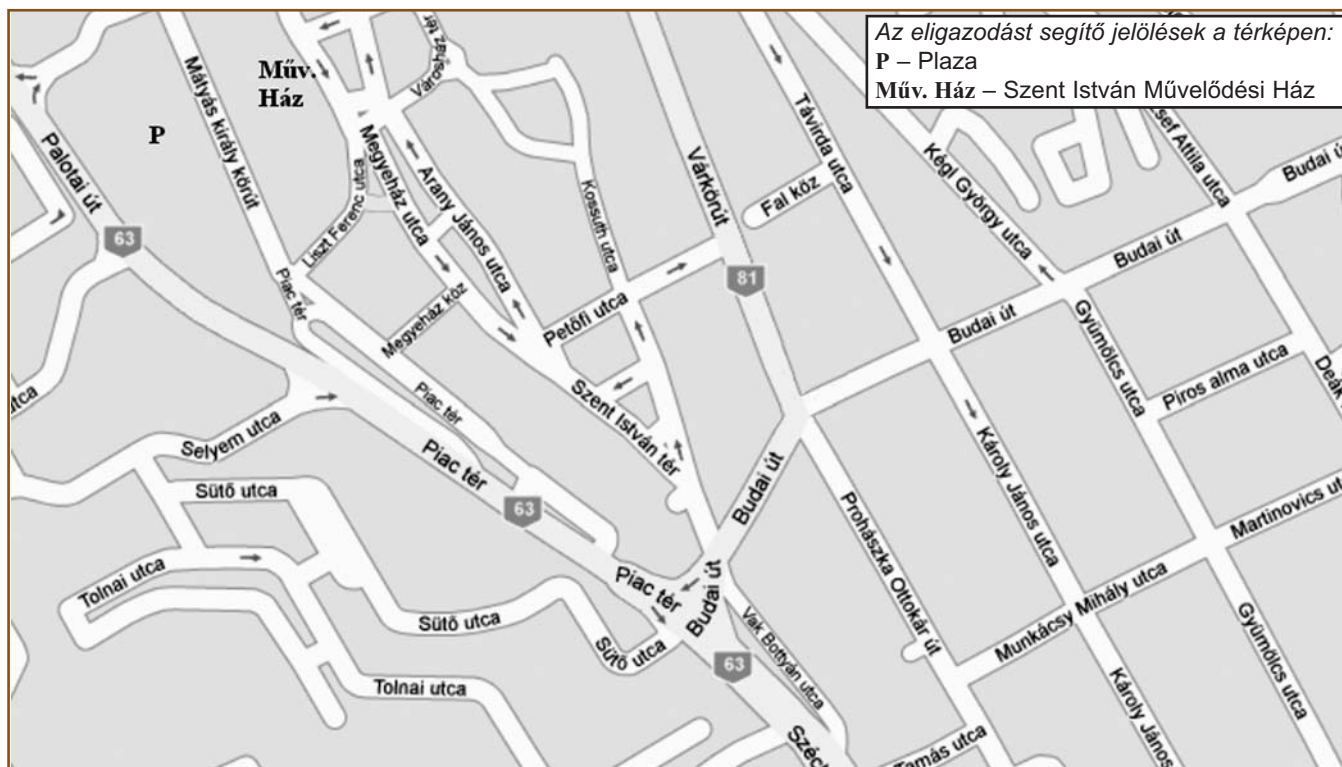 Az eligazodást segítő jelölések a térképen:
P – Plaza
Műv. Ház – Szent István Művelődési Ház
Műv.
Ház
P
Városház tér
Mátyás király körút
Palotai út
63
Megyeház utca
Arany János utca
Liszt Ferenc utca
Kossuth utca
Várkörút
Távirda utca
Fal köz
Kégl György utca
Attila utca
Budai út
Budai út
Budai út
81
Piac tér
Megyeház köz
Petőfi utca
Gyümölcs utca
Piros alma utca
Deák
utca
Piac tér
Szent István tér
Selyem utca
Piac tér
Sütő utca
63
Budai út
Károly János utca
Prohászka Ottokár út
Martinovics
Tolnai utca
Piac tér
Budai út
Munkácsy Mihály utca
Sütő utca
Sütő utca
Vak Bottyán utca
63
Gyümölcs utca
Tolnai utca
Károly János
Széch
Tamás utca